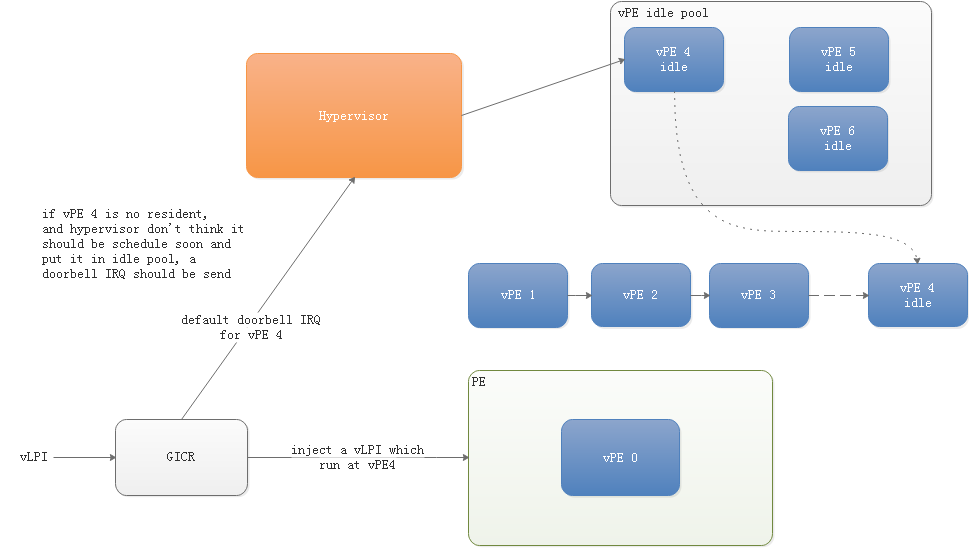 vPE idle pool
vPE 4
idle
vPE 5
idle
vPE 6
idle
Hypervisor
if vPE 4 is no resident,
and hypervisor don't think it
should be schedule soon and
put it in idle pool, a
doorbell IRQ should be send
vPE 1
vPE 2
vPE 3
vPE 4
idle
default doorbell IRQ
for vPE 4
PE
vPE 0
vLPI
GICR
inject a vLPI which
run at vPE4